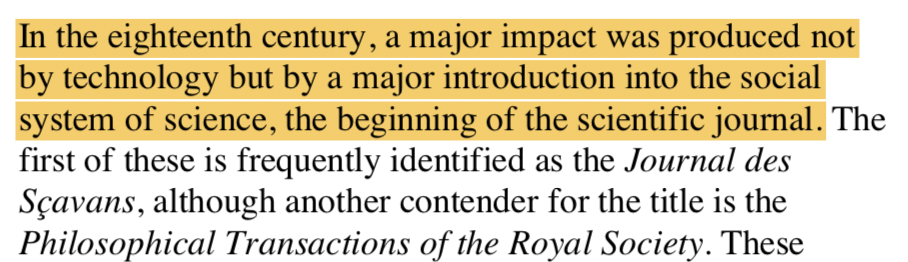 In the eighteenth century, a major impact was produced not
by technology but by a major introduction into the social
system of science, the beginning of the scientific journal. The
first of these is frequently identified as the Journal des
Sçavans, although another contender for the title is the
Philosophical Transactions of the Royal Society. These